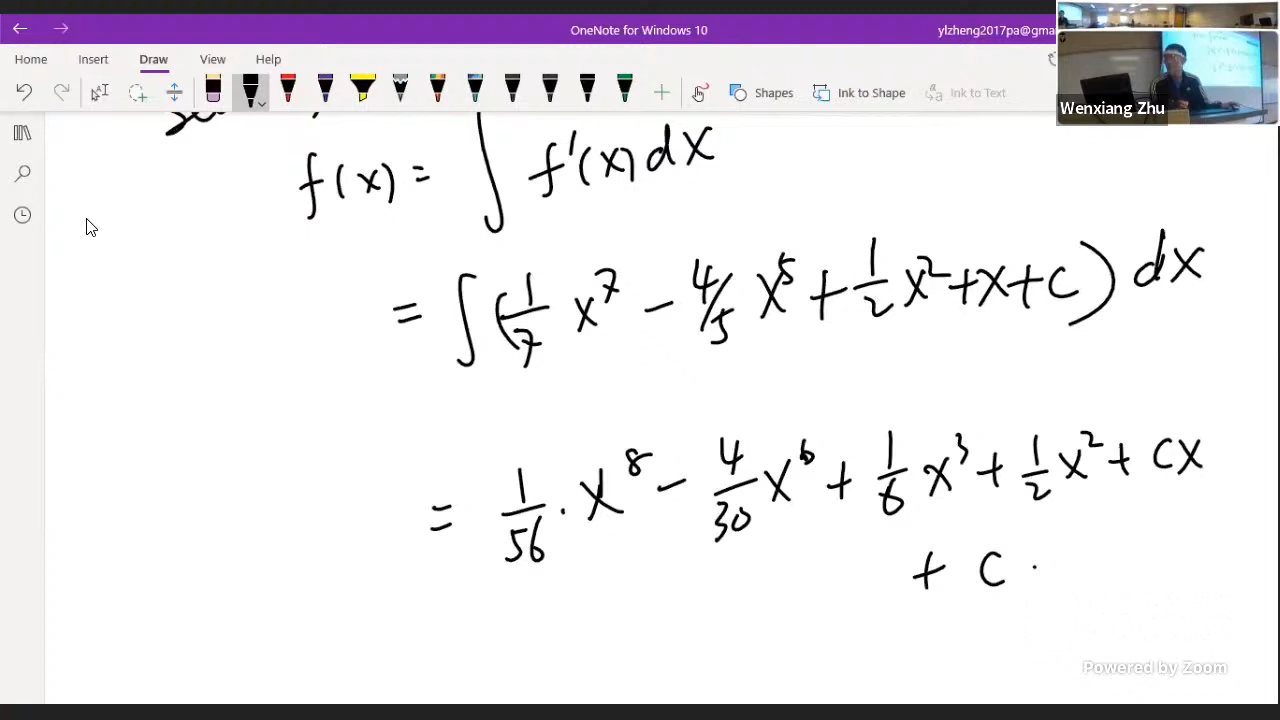 OneNote for Windows 10
ylzheng2017pa@gma
Home Insert Draw View Help
Shapes Ink to Shape Ink to Text
Wenxiang Zhu
f(x) = ∫ f'(x) dx
= ∫ (1/7 x^7 - 4/5 x^5 + 1/2 x^2 + x + C) dx
= 1/56 · x^8 - 4/30 x^6 + 1/6 x^3 + 1/2 x^2 + Cx
+ C .
Powered by Zoom